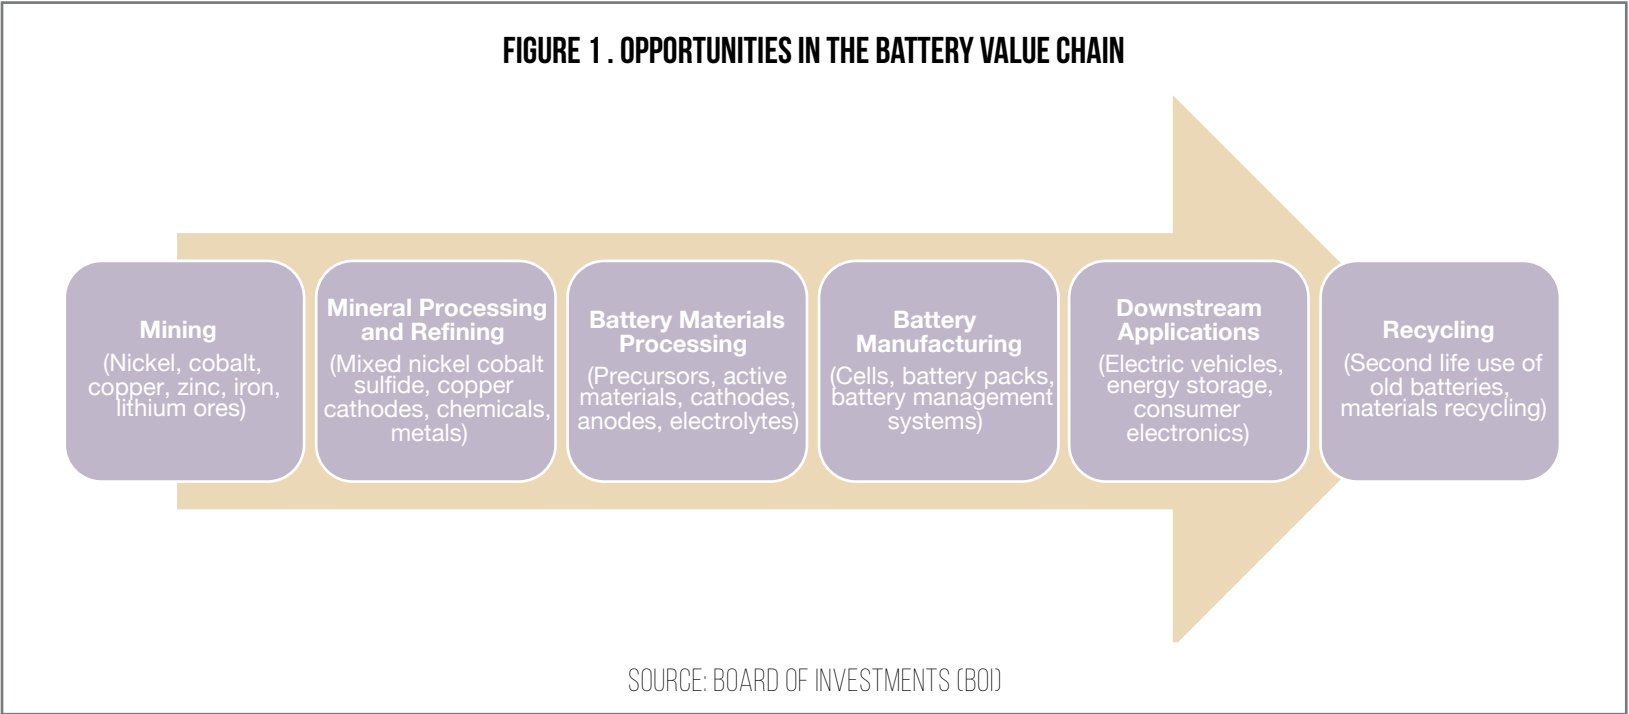 FIGURE 1. OPPORTUNITIES IN THE BATTERY VALUE CHAIN
Mining
(Nickel, cobalt,
copper, zinc, iron,
lithium ores)
Mineral Processing
and Refining
(Mixed nickel cobalt
sulfide, copper
cathodes, chemicals,
metals)
Battery Materials
Processing
(Precursors, active
materials, cathodes,
anodes, electrolytes)
Battery
Manufacturing
(Cells, battery packs,
battery management
systems)
Downstream
Applications
(Electric vehicles,
energy storage,
consumer
electronics)
Recycling
(Second life use of
old batteries,
materials recycling)
SOURCE: BOARD OF INVESTMENTS (BOI)